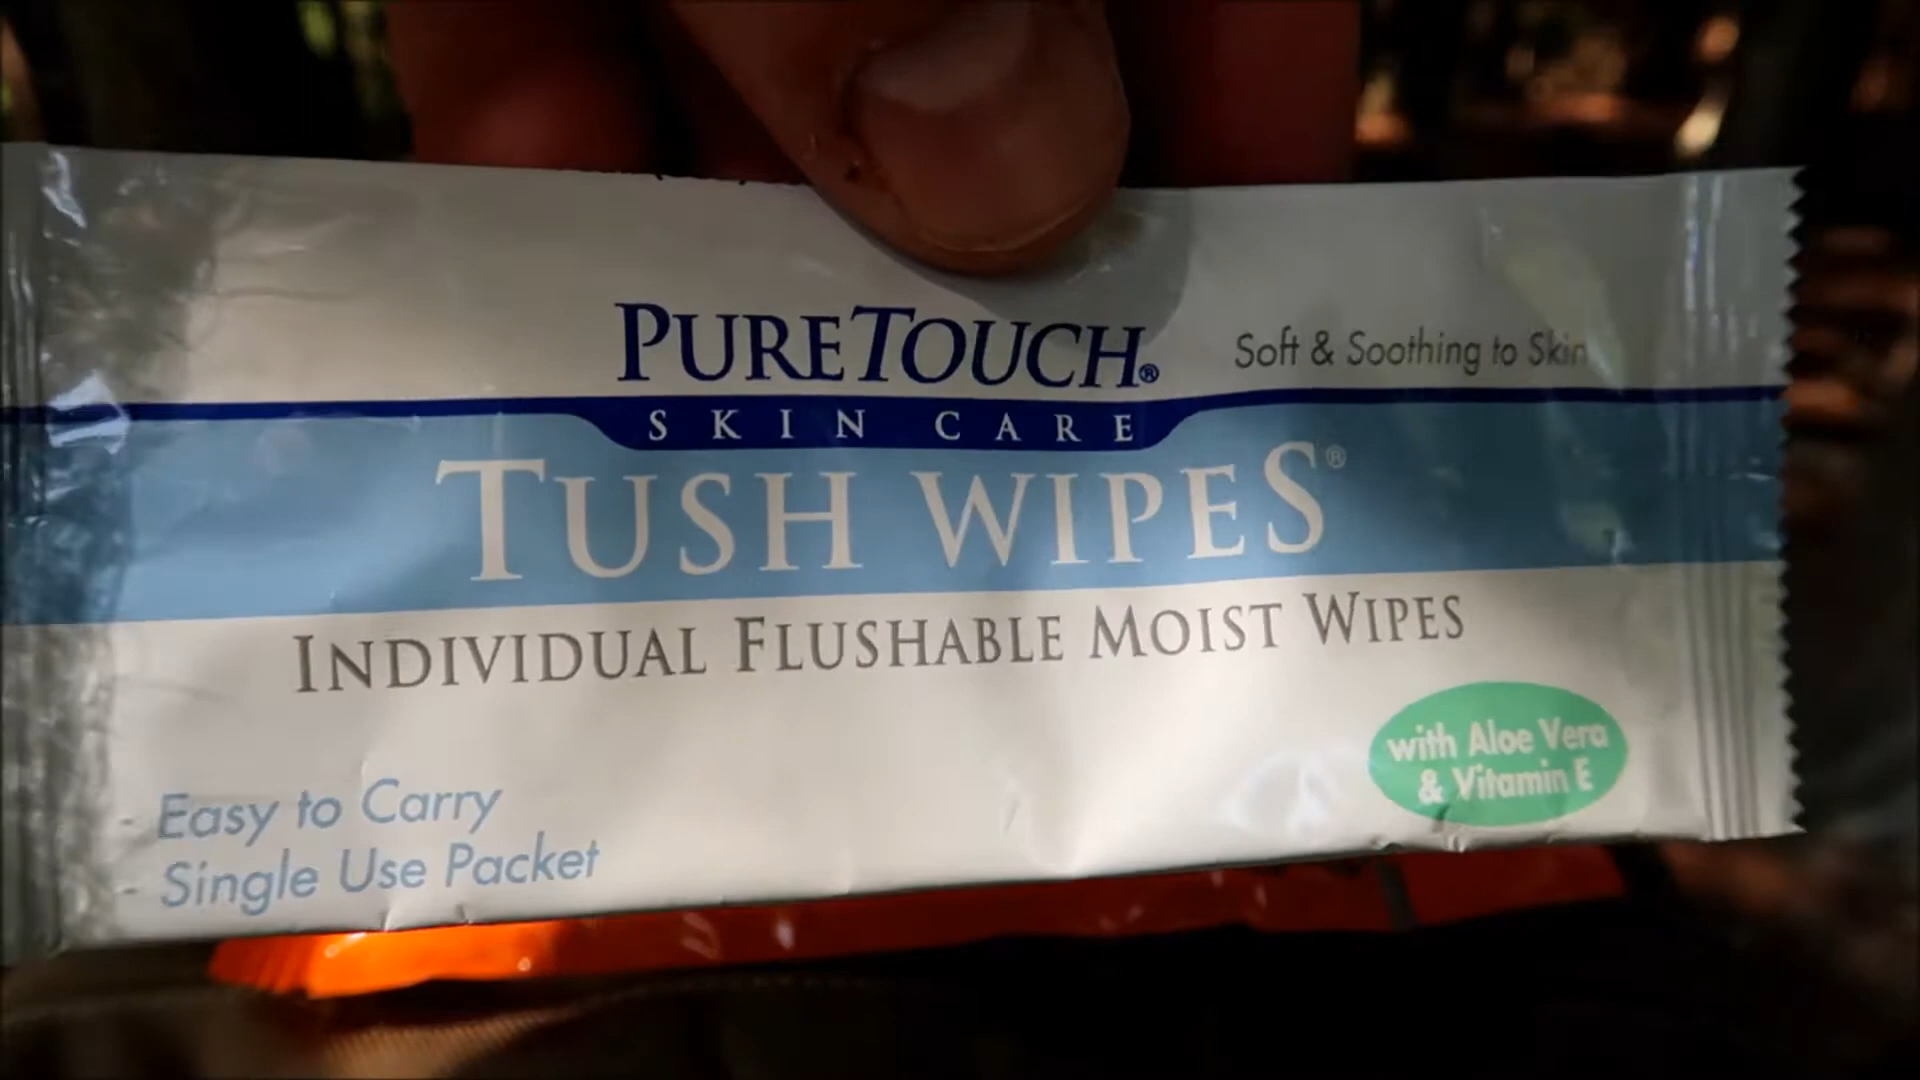 PURETOUCH®
Soft & Soothing to Skin
SKIN CARE
TUSH WIPES®
INDIVIDUAL FLUSHABLE MOIST WIPES
with Aloe Vera
& Vitamin E
- Easy to Carry
- Single Use Packet